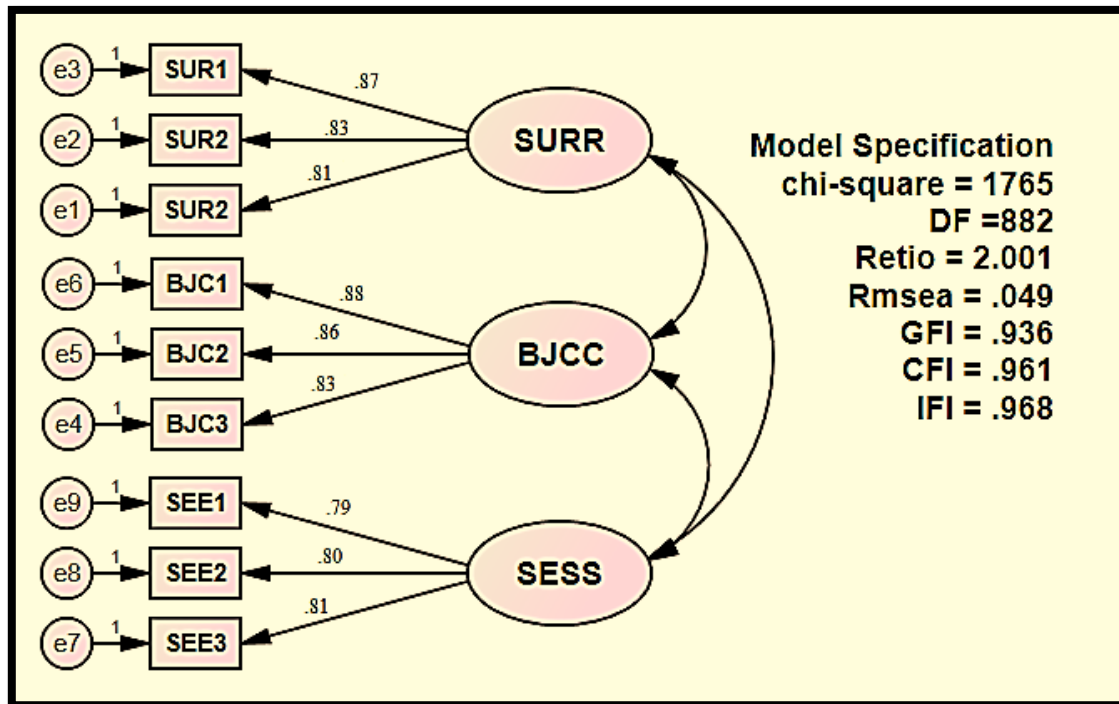 e3 1 SUR1 .87
e2 1 SUR2 .83
e1 1 SUR2 .81
SURR
e6 1 BJC1 .88
e5 1 BJC2 .86
e4 1 BJC3 .83
BJCC
e9 1 SEE1 .79
e8 1 SEE2 .80
e7 1 SEE3 .81
SESS
Model Specification
chi-square = 1765
DF =882
Retio = 2.001
Rmsea = .049
GFI = .936
CFI = .961
IFI = .968